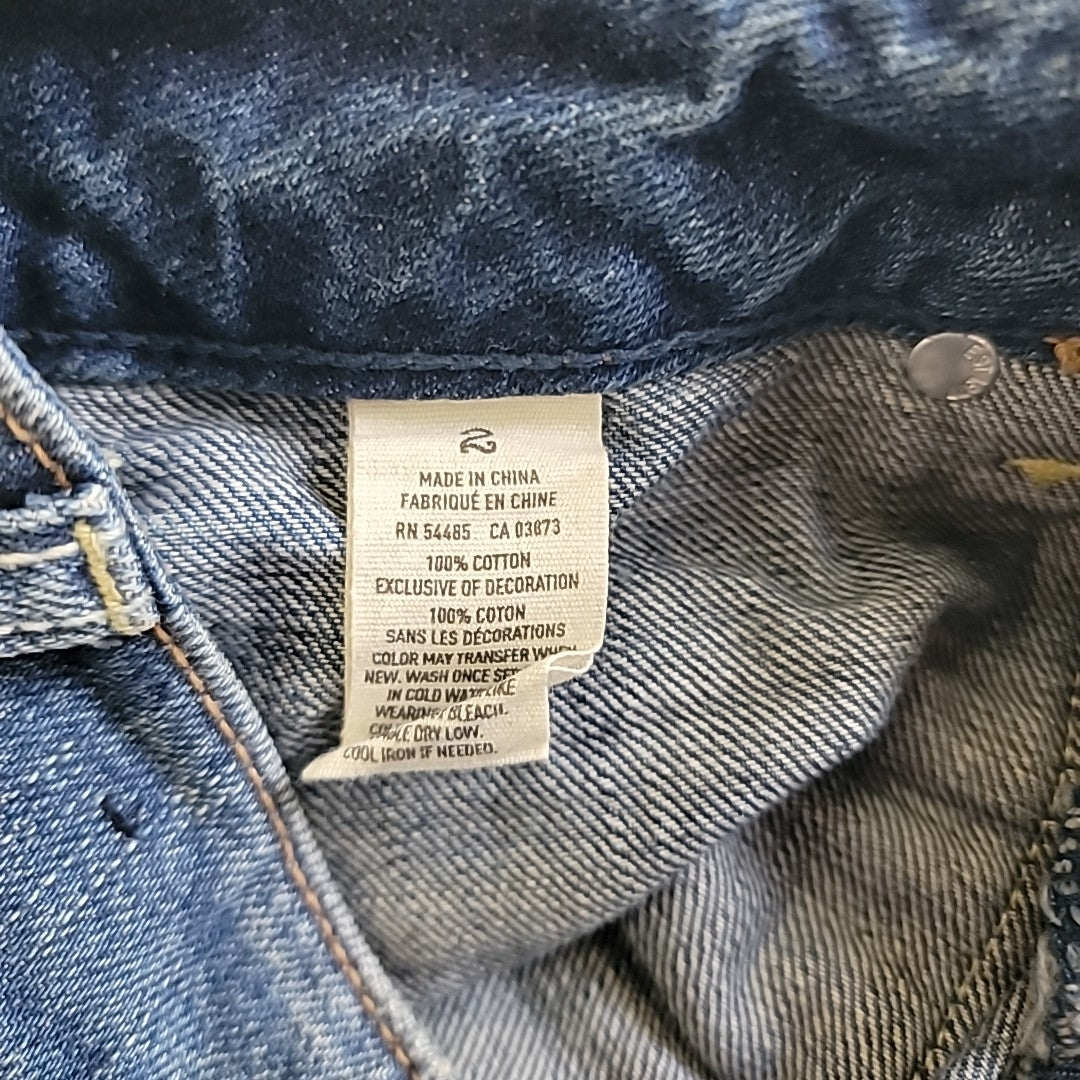 2
MADE IN CHINA
FABRIQUÉ EN CHINE
RN 54485 CA 03873
100% COTTON
EXCLUSIVE OF DECORATION
100% COTON
SANS LES DÉCORATIONS
COLOR MAY TRANSFER
NEW. WASH ONCE
IN COLD
BLEACH.
DRY LOW.
COOL IRON IF NEEDED.